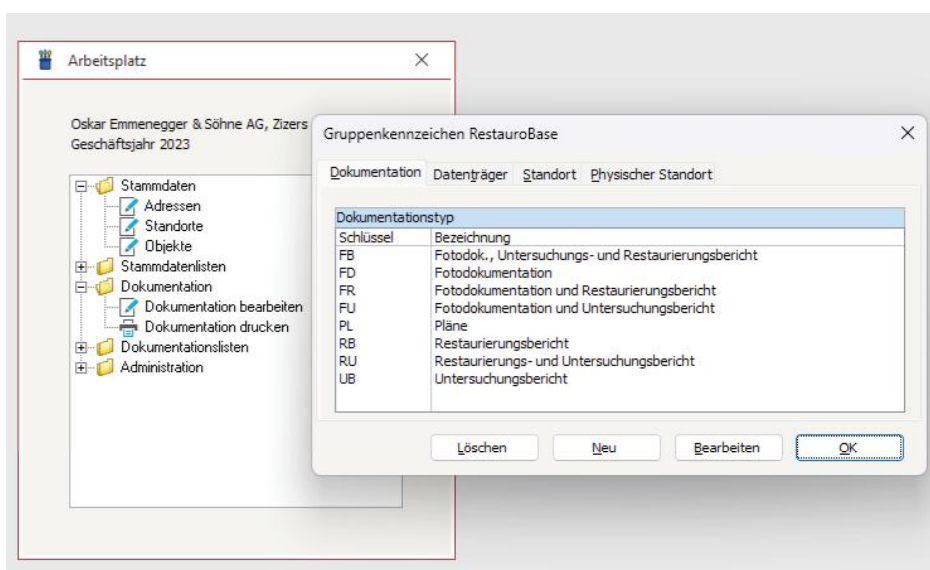 Arbeitsplatz
Oskar Emmenegger & Söhne AG, Zizers
Geschäftsjahr 2023
Stammdaten
Adressen
Standorte
Objekte
Stammdatenlisten
Dokumentation
Dokumentation bearbeiten
Dokumentation drucken
Dokumentationslisten
Administration
Gruppenkennzeichen RestauroBase
Dokumentation Datenträger Standort Physischer Standort
Dokumentationstyp
Schlüssel Bezeichnung
FB Fotodok., Untersuchungs- und Restaurierungsbericht
FD Fotodokumentation
FR Fotodokumentation und Restaurierungsbericht
FU Fotodokumentation und Untersuchungsbericht
PL Pläne
RB Restaurierungsbericht
RU Restaurierungs- und Untersuchungsbericht
UB Untersuchungsbericht
Löschen Neu Bearbeiten OK